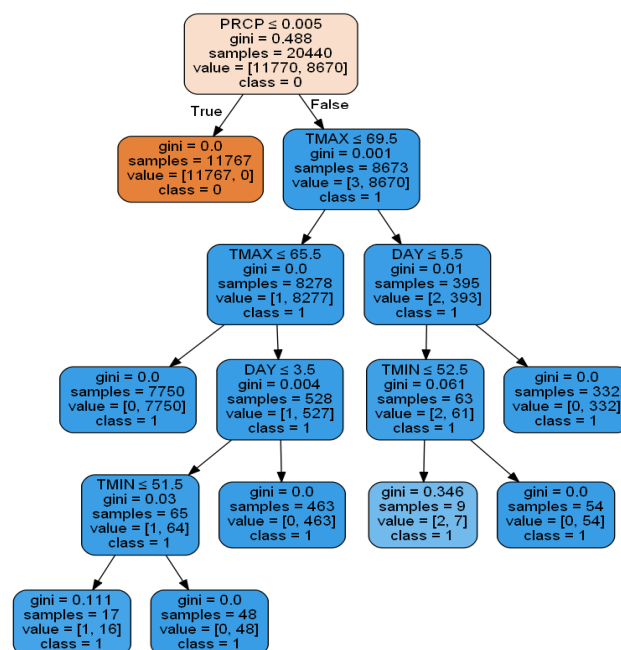 PRCP ≤ 0.005
gini = 0.488
samples = 20440
value = [11770, 8670]
class = 0
True
False
gini = 0.0
samples = 11767
value = [11767, 0]
class = 0
TMAX ≤ 69.5
gini = 0.001
samples = 8673
value = [3, 8670]
class = 1
TMAX ≤ 65.5
gini = 0.0
samples = 8278
value = [1, 8277]
class = 1
DAY ≤ 5.5
gini = 0.01
samples = 395
value = [2, 393]
class = 1
gini = 0.0
samples = 7750
value = [0, 7750]
class = 1
DAY ≤ 3.5
gini = 0.004
samples = 528
value = [1, 527]
class = 1
TMIN ≤ 52.5
gini = 0.061
samples = 63
value = [2, 61]
class = 1
gini = 0.0
samples = 332
value = [0, 332]
class = 1
TMIN ≤ 51.5
gini = 0.03
samples = 65
value = [1, 64]
class = 1
gini = 0.0
samples = 463
value = [0, 463]
class = 1
gini = 0.346
samples = 9
value = [2, 7]
class = 1
gini = 0.0
samples = 54
value = [0, 54]
class = 1
gini = 0.111
samples = 17
value = [1, 16]
class = 1
gini = 0.0
samples = 48
value = [0, 48]
class = 1